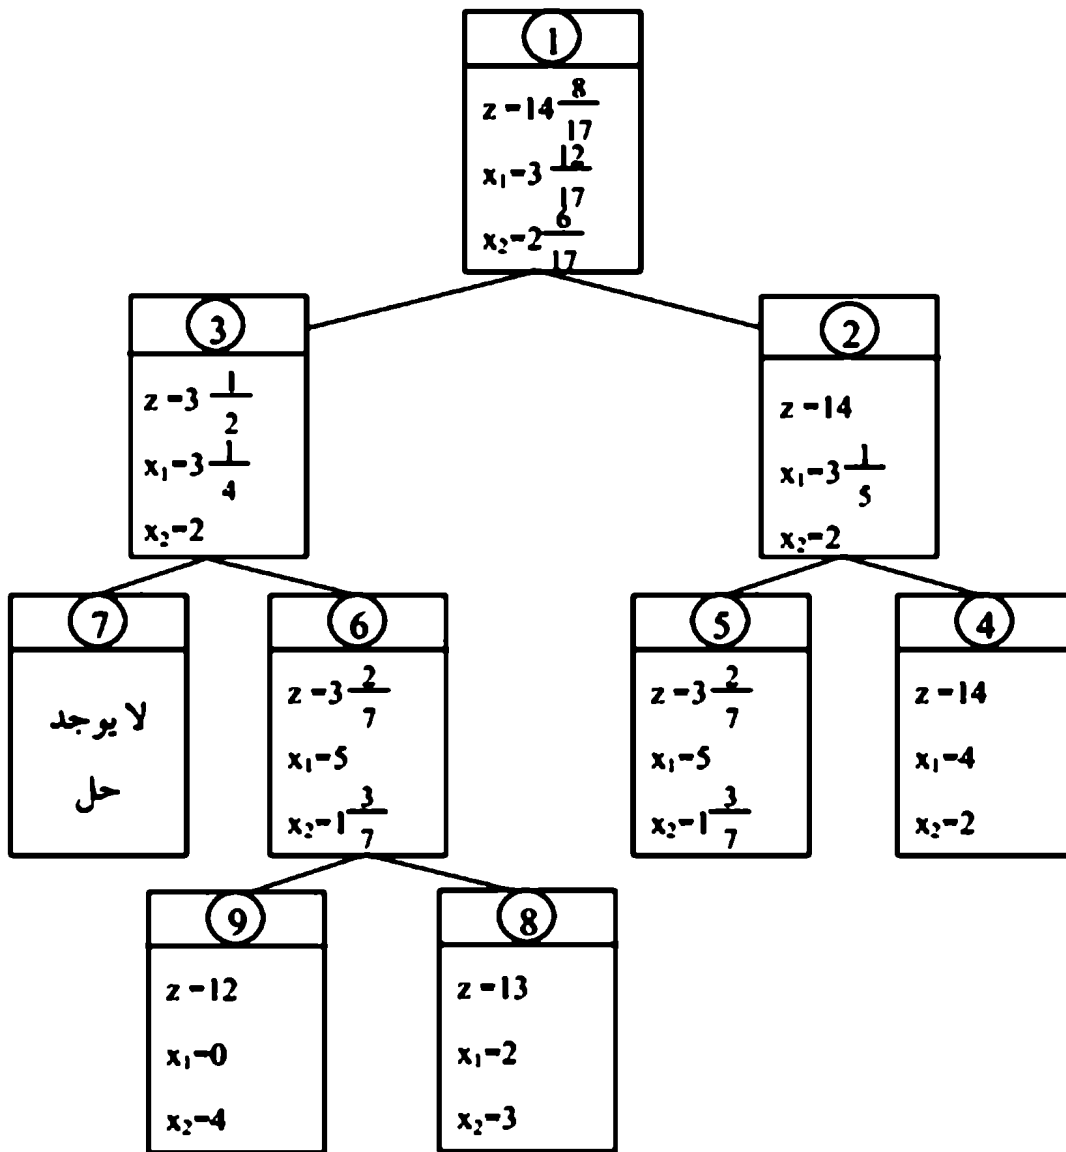 1
z =14 8/17
x₁=3 12/17
x₂=2 6/17
3
z =3 1/2
x₁=3 1/4
x₂=2
2
z =14
x₁=3 1/5
x₂=2
7
لا يوجد
حل
6
z =3 2/7
x₁=5
x₂=1 3/7
5
z =3 2/7
x₁=5
x₂=1 3/7
4
z =14
x₁=4
x₂=2
9
z =12
x₁=0
x₂=4
8
z =13
x₁=2
x₂=3